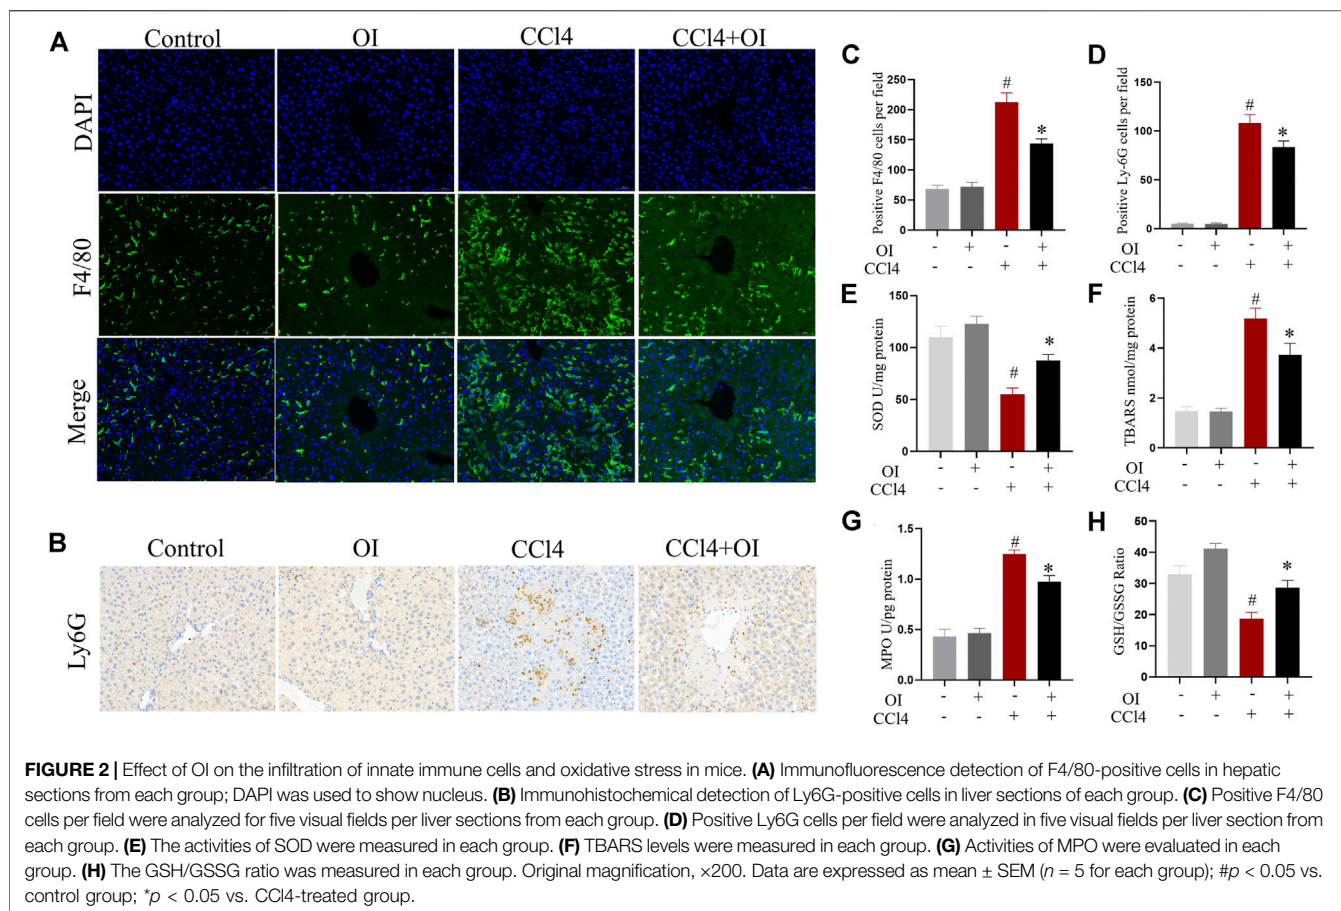 A
Control OI CCl4 CCl4+OI
DAPI
F4/80
Merge
B
Control OI CCl4 CCl4+OI
Ly6G
C
Positive F4/80 cells per field
250
200
150
100
50
0
#
*
OI - + - +
CCl4 - - + +
D
Positive Ly-6G cells per field
150
100
50
0
#
*
OI - + - +
CCl4 - - + +
E
SOD U/mg protein
150
100
50
0
#
*
OI - + - +
CCl4 - - + +
F
TBARS nmol/mg protein
6
4
2
0
#
*
OI - + - +
CCl4 - - + +
G
MPO U/pg protein
1.5
1.0
0.5
0.0
#
*
OI - + - +
CCl4 - - + +
H
GSH/GSSG Ratio
50
40
30
20
10
0
#
*
OI - + - +
CCl4 - - + +
FIGURE 2 | Effect of OI on the infiltration of innate immune cells and oxidative stress in mice. (A) Immunofluorescence detection of F4/80-positive cells in hepatic
sections from each group; DAPI was used to show nucleus. (B) Immunohistochemical detection of Ly6G-positive cells in liver sections of each group. (C) Positive F4/80
cells per field were analyzed for five visual fields per liver sections from each group. (D) Positive Ly6G cells per field were analyzed in five visual fields per liver section from
each group. (E) The activities of SOD were measured in each group. (F) TBARS levels were measured in each group. (G) Activities of MPO were evaluated in each
group. (H) The GSH/GSSG ratio was measured in each group. Original magnification, ×200. Data are expressed as mean ± SEM (n = 5 for each group); #p < 0.05 vs.
control group; *p < 0.05 vs. CCl4-treated group.